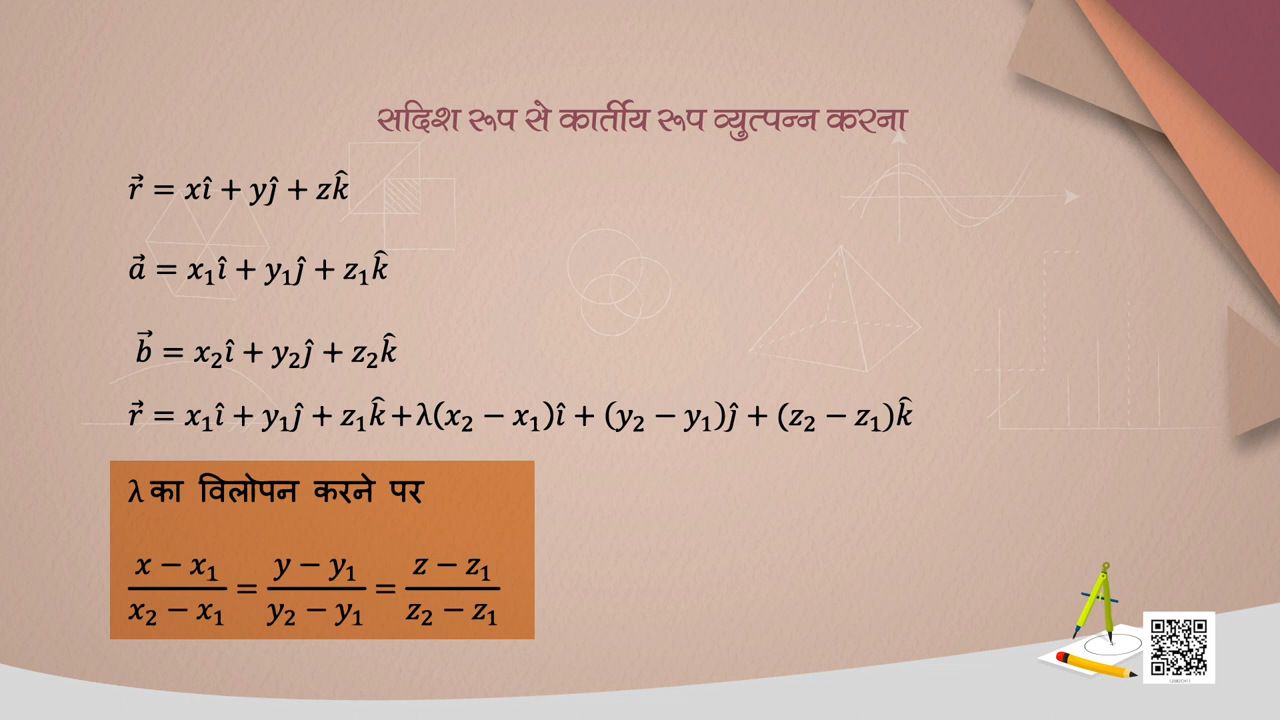 सदिश रूप से कार्तीय रूप व्युत्पन्न करना
r⃗ = xî + yĵ + zk̂
a⃗ = x₁î + y₁ĵ + z₁k̂
b⃗ = x₂î + y₂ĵ + z₂k̂
r⃗ = x₁î + y₁ĵ + z₁k̂+λ(x₂ − x₁)î + (y₂ − y₁)ĵ + (z₂ − z₁)k̂
λ का विलोपन करने पर
(x − x₁)/(x₂ − x₁) = (y − y₁)/(y₂ − y₁) = (z − z₁)/(z₂ − z₁)